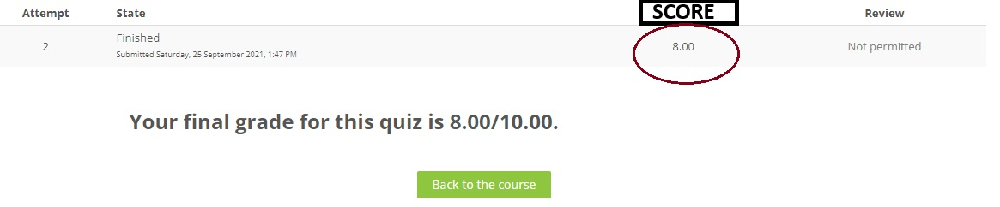 Attempt State SCORE Review
2 Finished 8.00 Not permitted
Submitted Saturday, 25 September 2021, 1:47 PM
Your final grade for this quiz is 8.00/10.00.
Back to the course